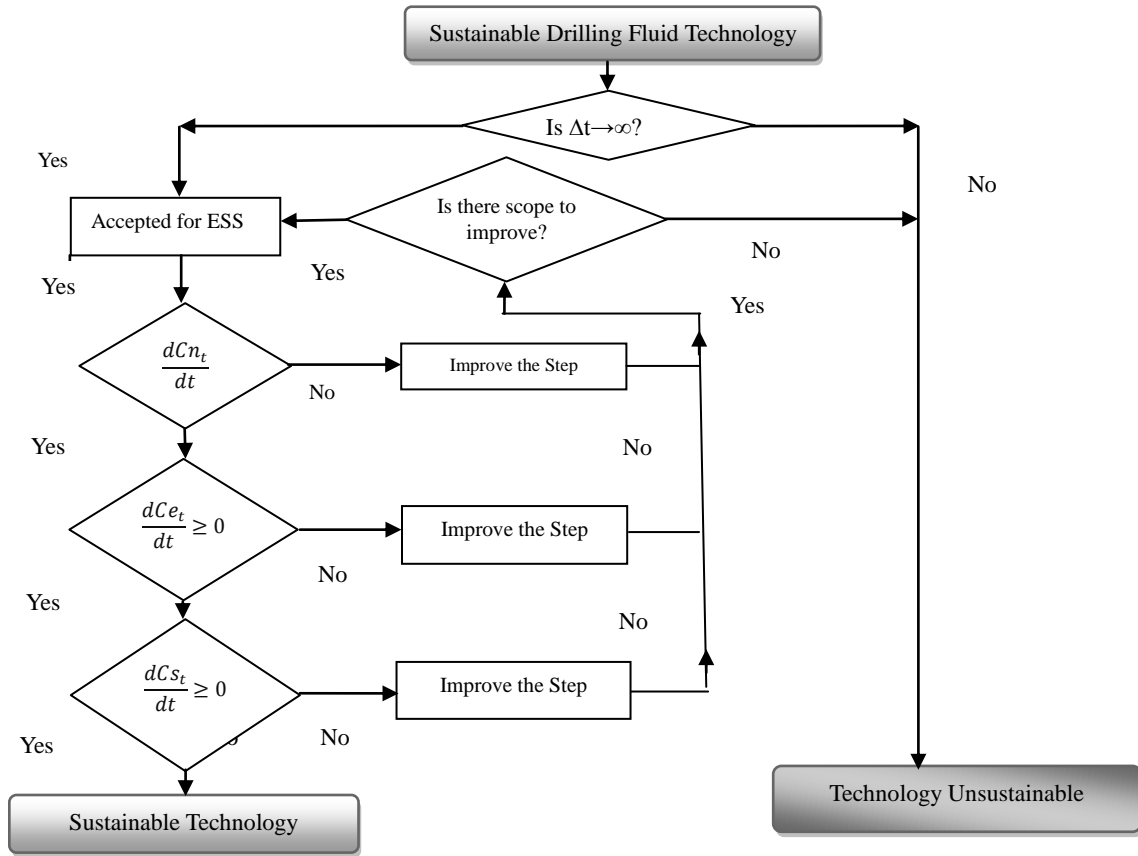 Sustainable Drilling Fluid Technology
Is Δt→∞?
Yes
No
Accepted for ESS
Is there scope to
improve?
Yes
No
Yes
Yes
dCn_t
dt
No
Improve the Step
Yes
No
dCe_t
dt ≥ 0
No
Improve the Step
Yes
No
dCs_t
dt ≥ 0
No
Improve the Step
Yes
Sustainable Technology
Technology Unsustainable